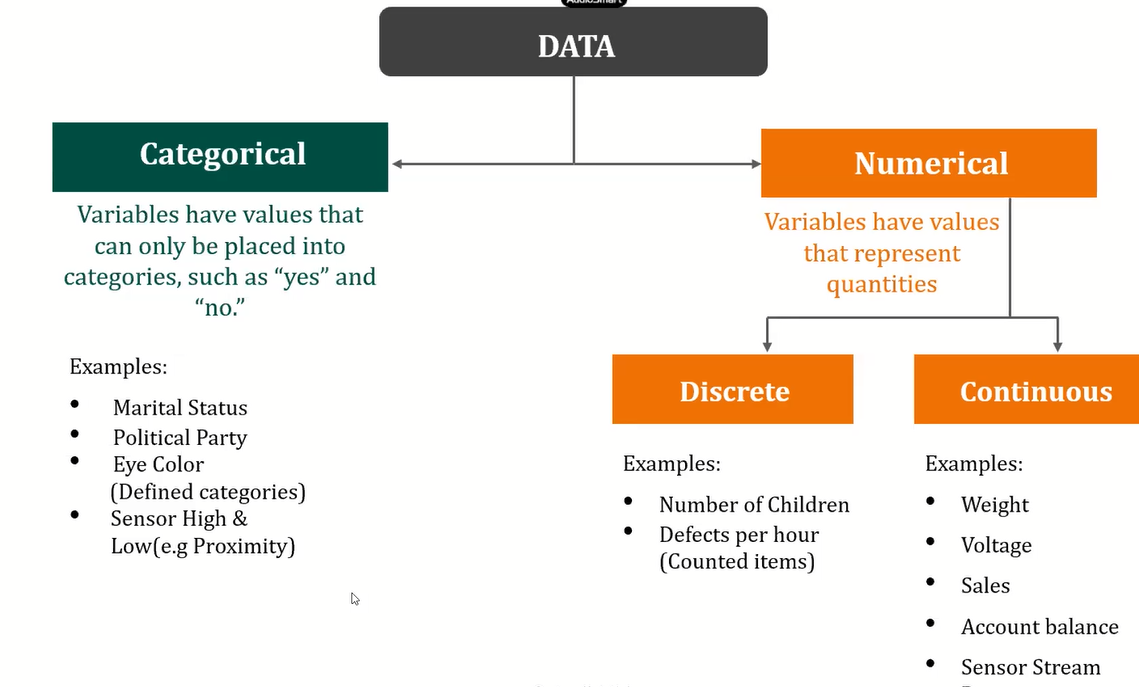 AudioSmart
DATA
Categorical
Variables have values that
can only be placed into
categories, such as “yes” and
“no.”
Examples:
• Marital Status
• Political Party
• Eye Color
(Defined categories)
• Sensor High &
Low(e.g Proximity)
Numerical
Variables have values
that represent
quantities
Discrete
Examples:
• Number of Children
• Defects per hour
(Counted items)
Continuous
Examples:
• Weight
• Voltage
• Sales
• Account balance
• Sensor Stream